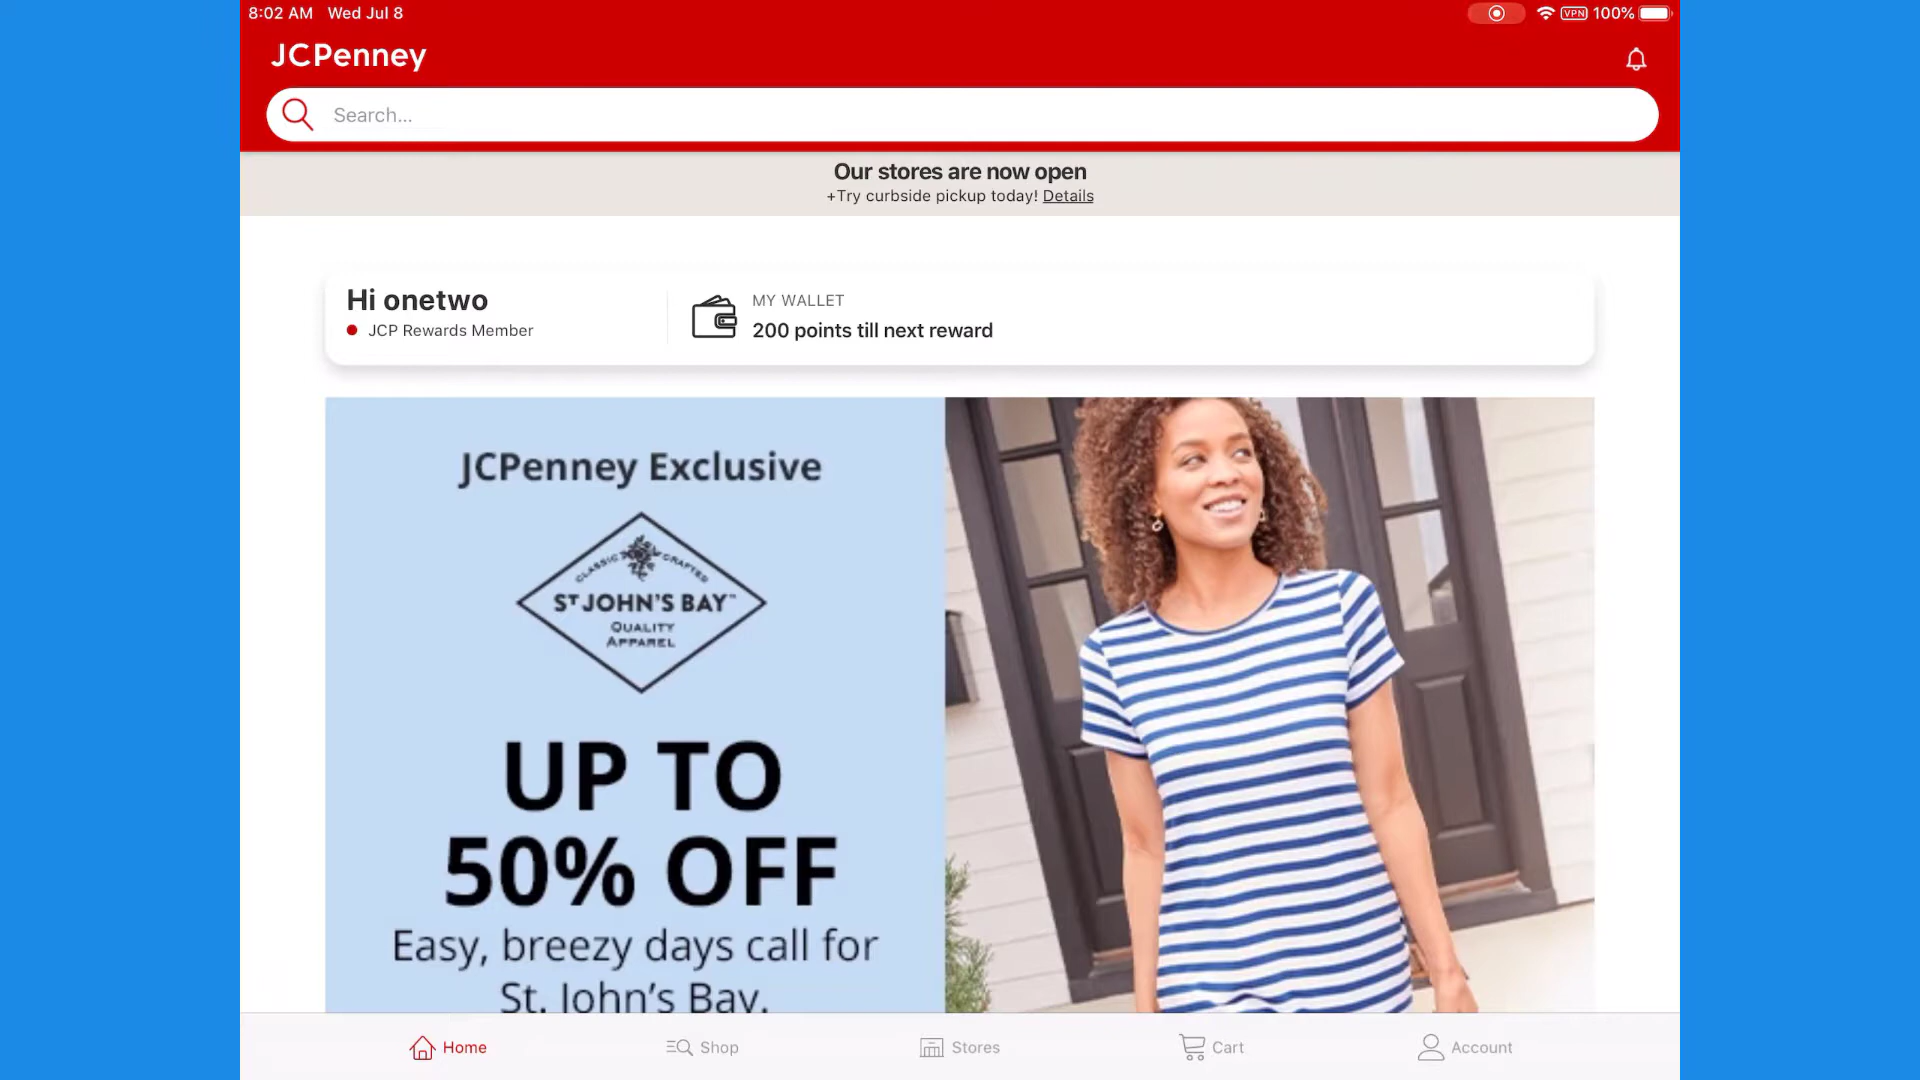 8:02 AM Wed Jul 8
VPN 100%
JCPenney
Search...
Our stores are now open
+Try curbside pickup today! Details
Hi onetwo
JCP Rewards Member
MY WALLET
200 points till next reward
JCPenney Exclusive
CLASSIC CRAFTED
ST JOHN'S BAY™
QUALITY
APPAREL
UP TO
50% OFF
Easy, breezy days call for
St. John's Bay.
Home
Shop
Stores
Cart
Account